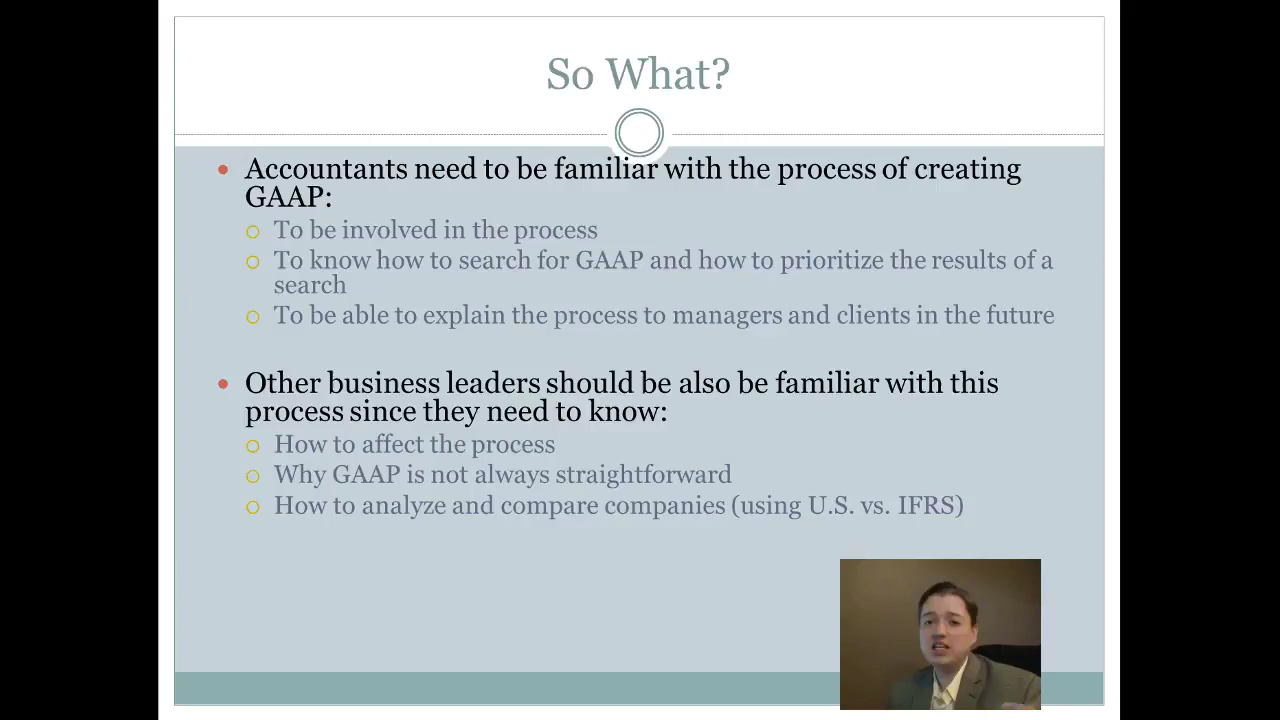 So What?
• Accountants need to be familiar with the process of creating
GAAP:
○ To be involved in the process
○ To know how to search for GAAP and how to prioritize the results of a
search
○ To be able to explain the process to managers and clients in the future
• Other business leaders should be also be familiar with this
process since they need to know:
○ How to affect the process
○ Why GAAP is not always straightforward
○ How to analyze and compare companies (using U.S. vs. IFRS)